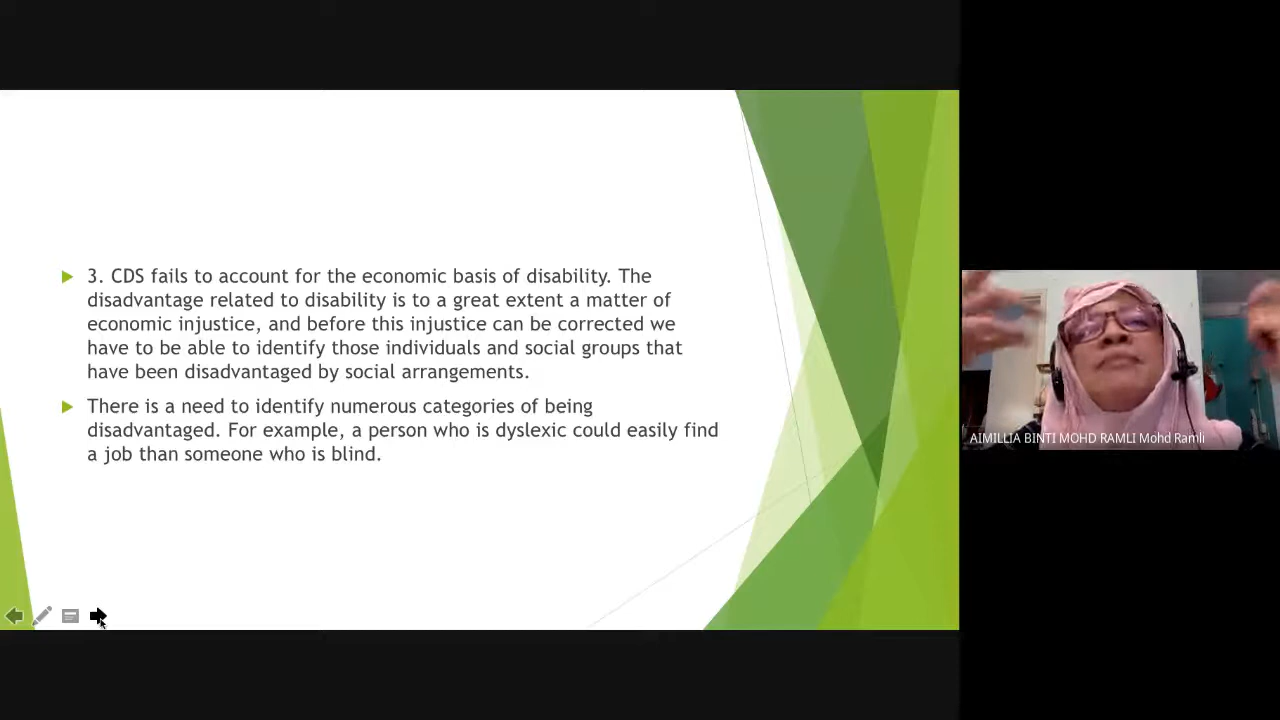 3. CDS fails to account for the economic basis of disability. The
disadvantage related to disability is to a great extent a matter of
economic injustice, and before this injustice can be corrected we
have to be able to identify those individuals and social groups that
have been disadvantaged by social arrangements.
There is a need to identify numerous categories of being
disadvantaged. For example, a person who is dyslexic could easily find
a job than someone who is blind.
AIMILLIA BINTI MOHD RAMLI Mohd Ramli